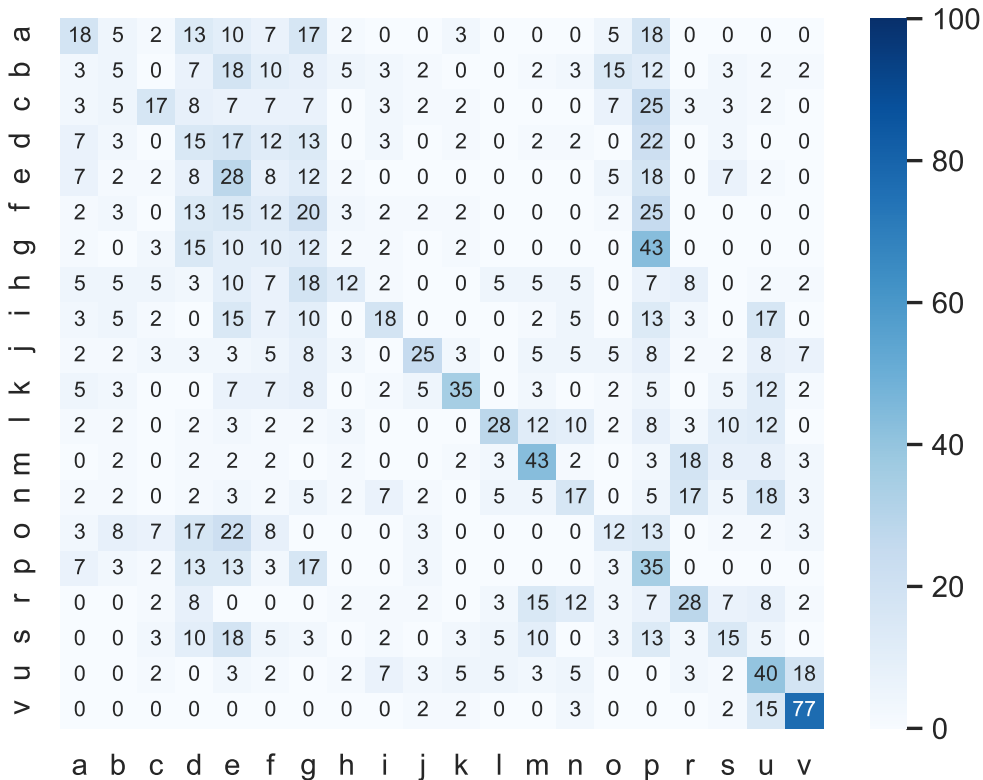 a 18 5 2 13 10 7 17 2 0 0 3 0 0 0 5 18 0 0 0 0
b 3 5 0 7 18 10 8 5 3 2 0 0 2 3 15 12 0 3 2 2
c 3 5 17 8 7 7 7 0 3 2 2 0 0 0 7 25 3 3 2 0
d 7 3 0 15 17 12 13 0 3 0 2 0 2 2 0 22 0 3 0 0
e 7 2 2 8 28 8 12 2 0 0 0 0 0 0 5 18 0 7 2 0
f 2 3 0 13 15 12 20 3 2 2 2 0 0 0 2 25 0 0 0 0
g 2 0 3 15 10 10 12 2 2 0 2 0 0 0 0 43 0 0 0 0
h 5 5 5 3 10 7 18 12 2 0 0 5 5 5 0 7 8 0 2 2
i 3 5 2 0 15 7 10 0 18 0 0 0 2 5 0 13 3 0 17 0
j 2 2 3 3 3 5 8 3 0 25 3 0 5 5 5 8 2 2 8 7
k 5 3 0 0 7 7 8 0 2 5 35 0 3 0 2 5 0 5 12 2
l 2 2 0 2 3 2 2 3 0 0 0 28 12 10 2 8 3 10 12 0
m 0 2 0 2 2 2 0 2 0 0 2 3 43 2 0 3 18 8 8 3
n 2 2 0 2 3 2 5 2 7 2 0 5 5 17 0 5 17 5 18 3
o 3 8 7 17 22 8 0 0 0 3 0 0 0 0 12 13 0 2 2 3
p 7 3 2 13 13 3 17 0 0 3 0 0 0 0 3 35 0 0 0 0
r 0 0 2 8 0 0 0 2 2 2 0 3 15 12 3 7 28 7 8 2
s 0 0 3 10 18 5 3 0 2 0 3 5 10 0 3 13 3 15 5 0
u 0 0 2 0 3 2 0 2 7 3 5 5 3 5 0 0 3 2 40 18
v 0 0 0 0 0 0 0 0 0 2 2 0 0 3 0 0 0 2 15 77
a b c d e f g h i j k l m n o p r s u v
100
80
60
40
20
0